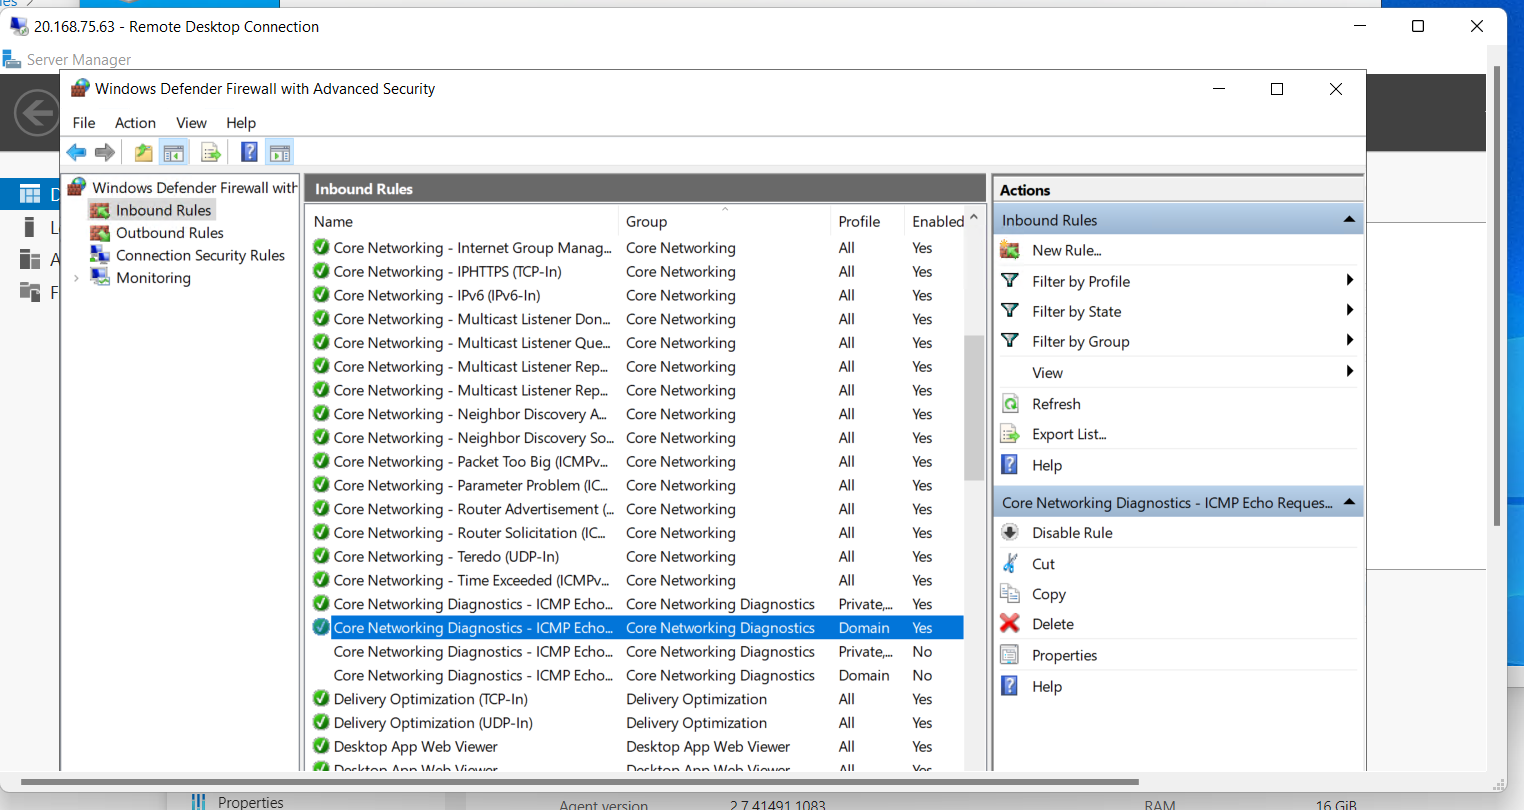 20.168.75.63 - Remote Desktop Connection
Server Manager
Windows Defender Firewall with Advanced Security
File Action View Help
Windows Defender Firewall with
Inbound Rules
Outbound Rules
Connection Security Rules
Monitoring
Inbound Rules
Name Group Profile Enabled
Core Networking - Internet Group Manag... Core Networking All Yes
Core Networking - IPHTTPS (TCP-In) Core Networking All Yes
Core Networking - IPv6 (IPv6-In) Core Networking All Yes
Core Networking - Multicast Listener Don... Core Networking All Yes
Core Networking - Multicast Listener Que... Core Networking All Yes
Core Networking - Multicast Listener Rep... Core Networking All Yes
Core Networking - Multicast Listener Rep... Core Networking All Yes
Core Networking - Neighbor Discovery A... Core Networking All Yes
Core Networking - Neighbor Discovery So... Core Networking All Yes
Core Networking - Packet Too Big (ICMPv... Core Networking All Yes
Core Networking - Parameter Problem (IC... Core Networking All Yes
Core Networking - Router Advertisement (... Core Networking All Yes
Core Networking - Router Solicitation (IC... Core Networking All Yes
Core Networking - Teredo (UDP-In) Core Networking All Yes
Core Networking - Time Exceeded (ICMPv... Core Networking All Yes
Core Networking Diagnostics - ICMP Echo... Core Networking Diagnostics Private,... Yes
Core Networking Diagnostics - ICMP Echo... Core Networking Diagnostics Domain Yes
Core Networking Diagnostics - ICMP Echo... Core Networking Diagnostics Private,... No
Core Networking Diagnostics - ICMP Echo... Core Networking Diagnostics Domain No
Delivery Optimization (TCP-In) Delivery Optimization All Yes
Delivery Optimization (UDP-In) Delivery Optimization All Yes
Desktop App Web Viewer Desktop App Web Viewer All Yes
Desktop App Web Viewer Desktop App Web Viewer All Yes
Actions
Inbound Rules
New Rule...
Filter by Profile
Filter by State
Filter by Group
View
Refresh
Export List...
Help
Core Networking Diagnostics - ICMP Echo Reques...
Disable Rule
Cut
Copy
Delete
Properties
Help
Properties Agent version 2.7.41491.1083 RAM 16 GiB